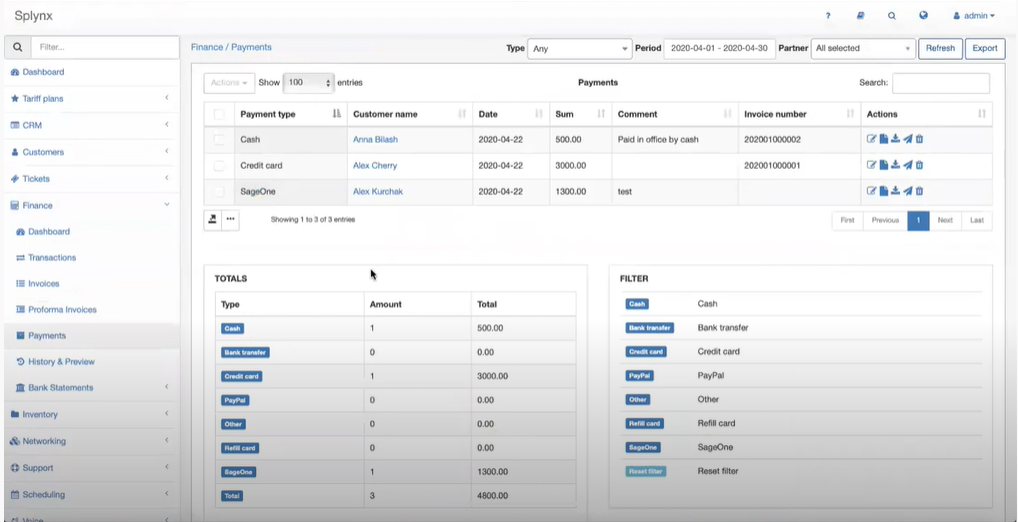 Splynx
? admin
Filter... Finance / Payments Type Any Period 2020-04-01 - 2020-04-30 Partner All selected Refresh Export
Dashboard
Tariff plans
CRM
Customers
Tickets
Finance
Dashboard
Transactions
Invoices
Proforma Invoices
Payments
History & Preview
Bank Statements
Inventory
Networking
Support
Scheduling
Voice
Actions Show 100 entries Payments Search:
Payment type Customer name Date Sum Comment Invoice number Actions
Cash Anna Bilash 2020-04-22 500.00 Paid in office by cash 202001000002
Credit card Alex Cherry 2020-04-22 3000.00 202001000001
SageOne Alex Kurchak 2020-04-22 1300.00 test
... Showing 1 to 3 of 3 entries First Previous 1 Next Last
TOTALS
Type Amount Total
Cash 1 500.00
Bank transfer 0 0.00
Credit card 1 3000.00
PayPal 0 0.00
Other 0 0.00
Refill card 0 0.00
SageOne 1 1300.00
Total 3 4800.00
FILTER
Cash Cash
Bank transfer Bank transfer
Credit card Credit card
PayPal PayPal
Other Other
Refill card Refill card
SageOne SageOne
Reset filter Reset filter